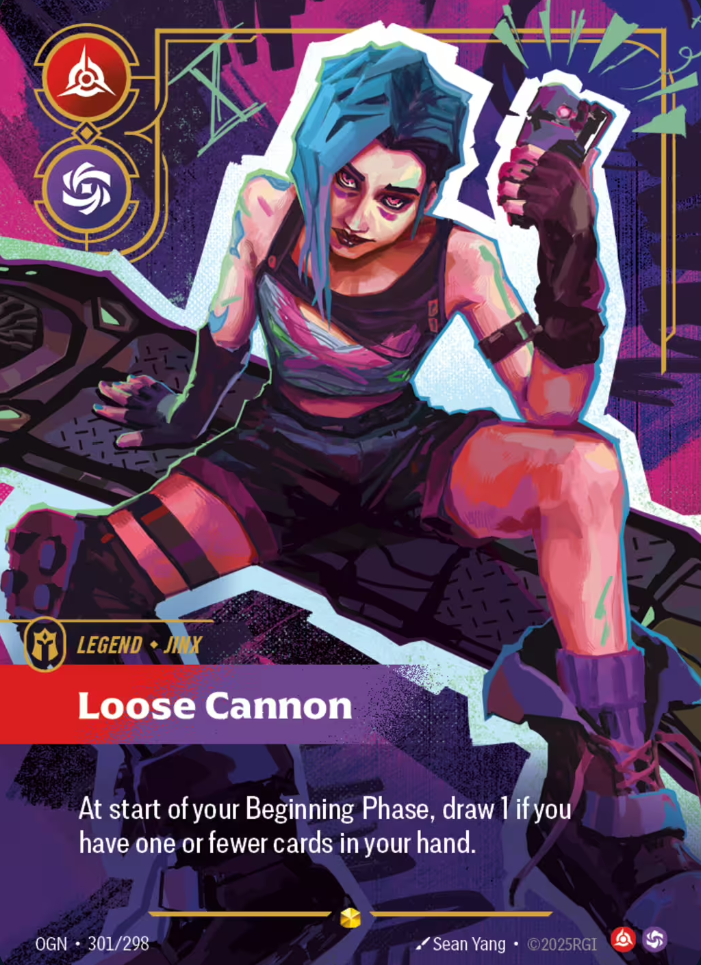 LEGEND • JINX
Loose Cannon
At start of your Beginning Phase, draw 1 if you
have one or fewer cards in your hand.
OGN • 301/298
Sean Yang • ©2025RGI